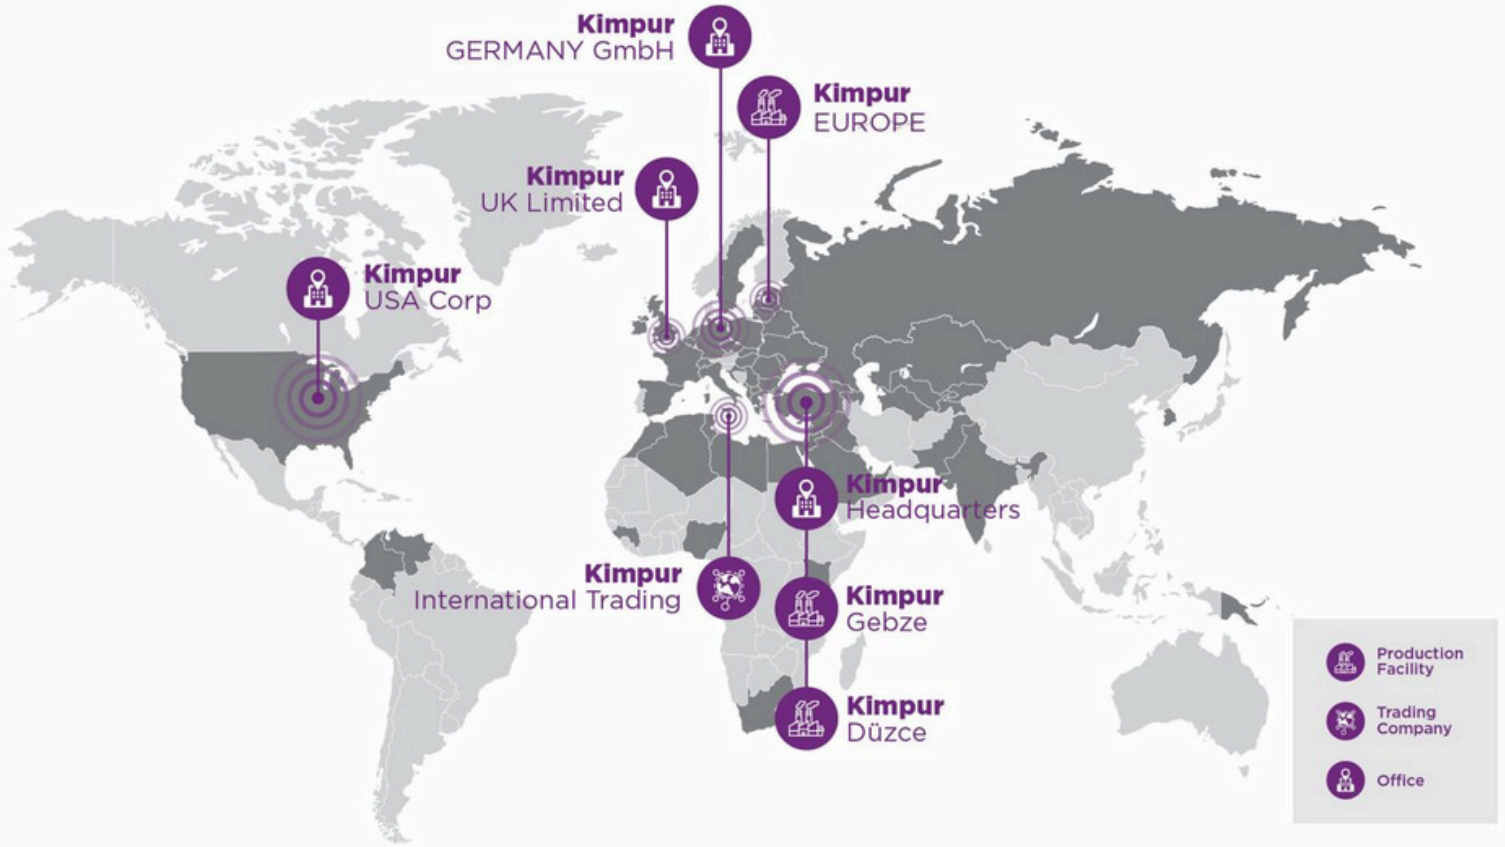 Kimpur
GERMANY GmbH
Kimpur
EUROPE
Kimpur
UK Limited
Kimpur
USA Corp
Kimpur
Headquarters
Kimpur
International Trading
Kimpur
Gebze
Kimpur
Düzce
Production
Facility
Trading
Company
Office